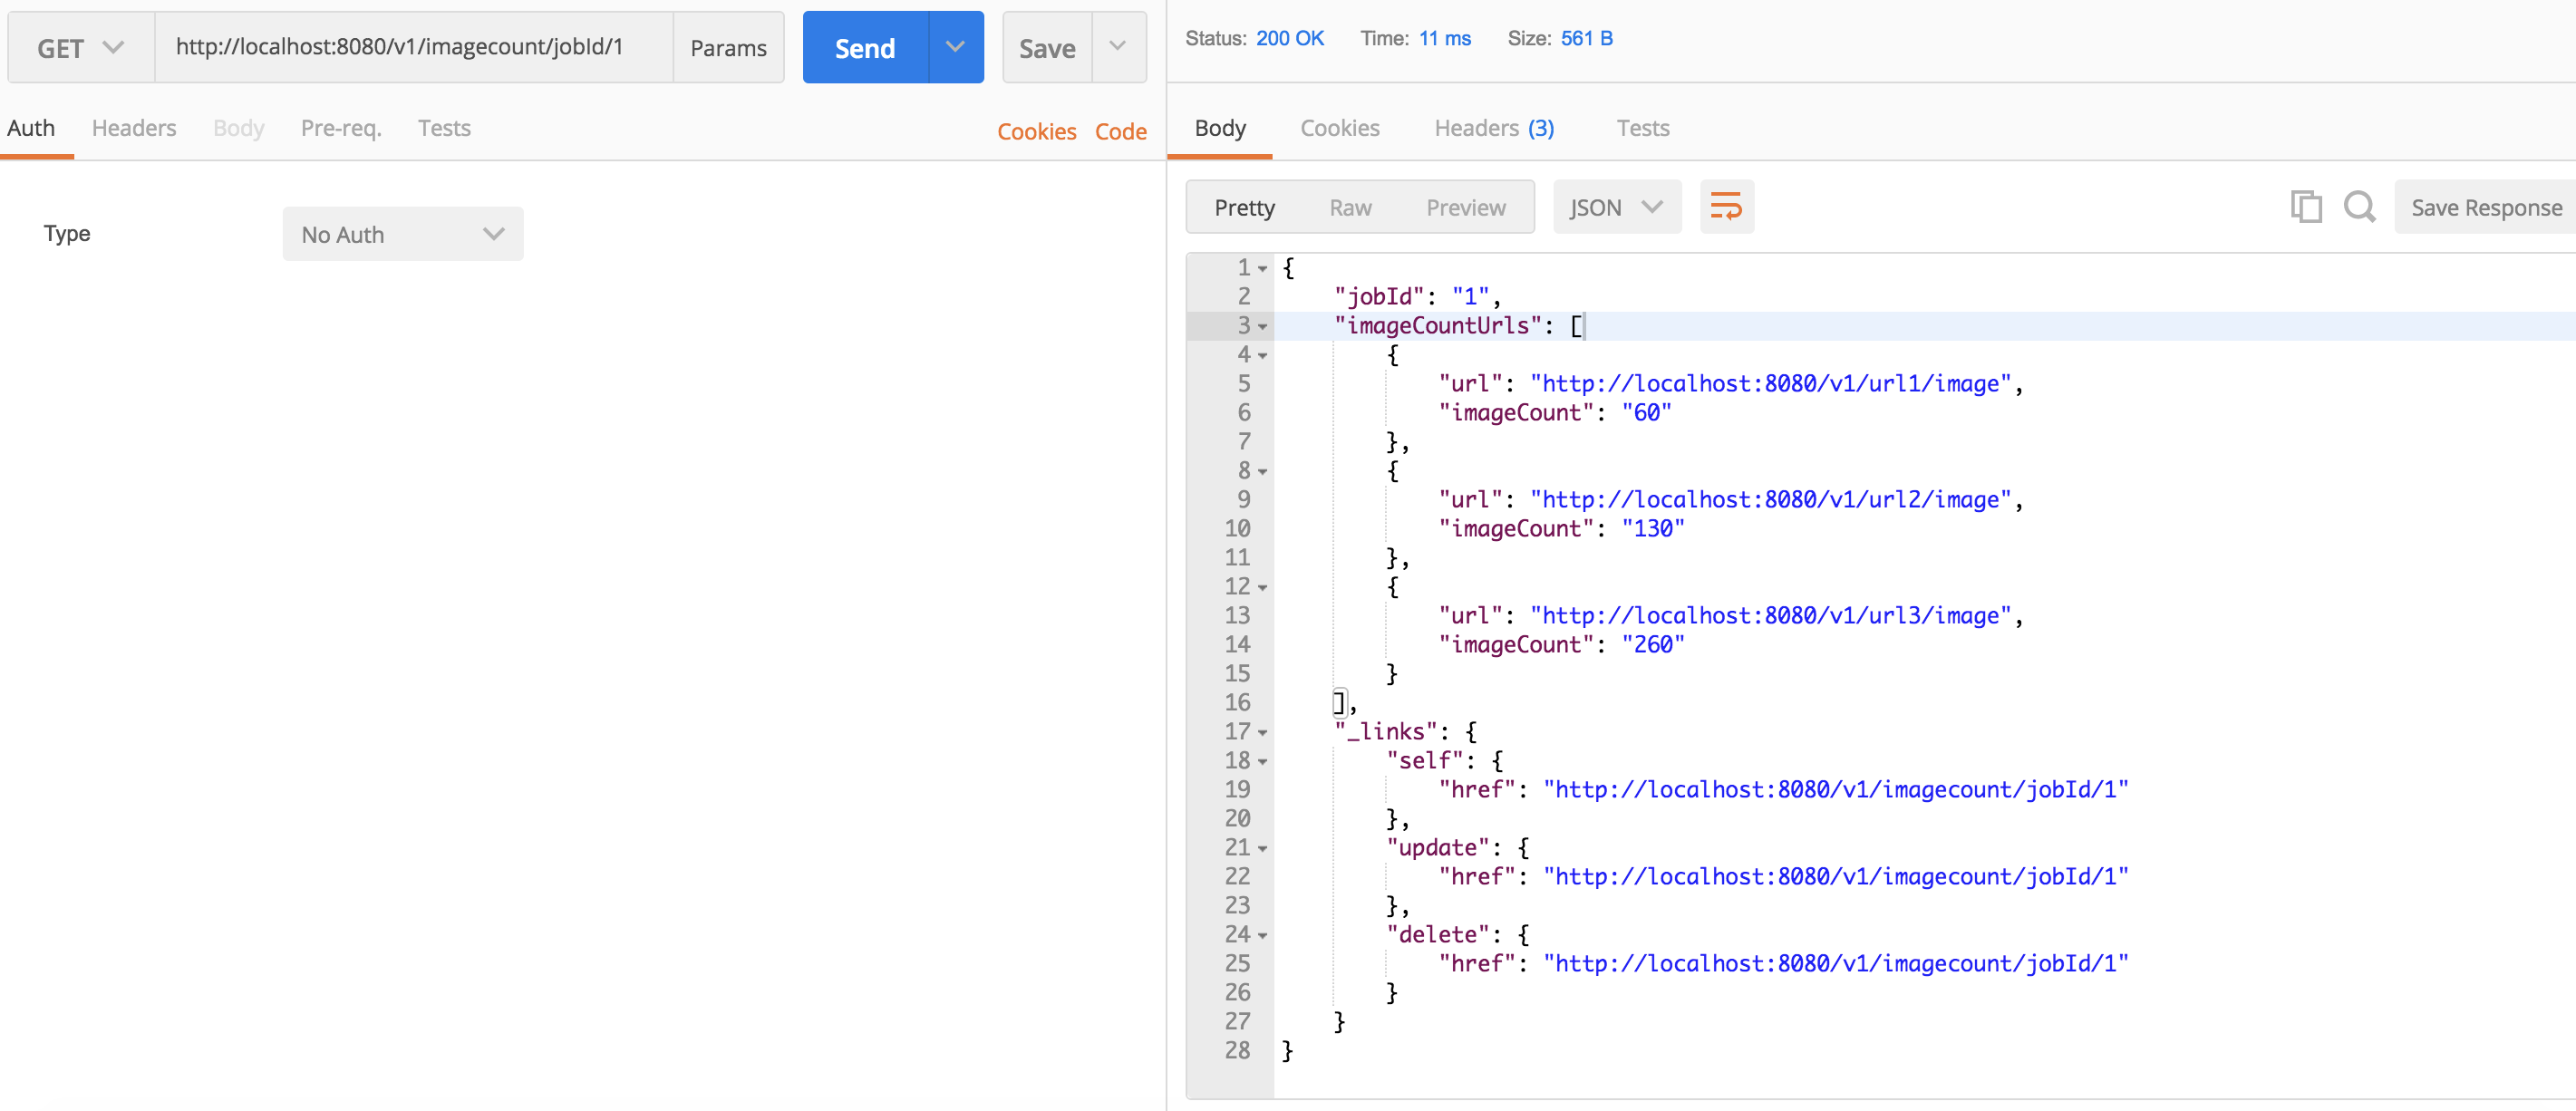 GET http://localhost:8080/v1/imagecount/jobId/1 Params Send Save
Auth Headers Body Pre-req. Tests Cookies Code
Type No Auth
Status: 200 OK Time: 11 ms Size: 561 B
Body Cookies Headers (3) Tests
Pretty Raw Preview JSON Save Response
1 {
2 "jobId": "1",
3 "imageCountUrls": [
4 {
5 "url": "http://localhost:8080/v1/url1/image",
6 "imageCount": "60"
7 },
8 {
9 "url": "http://localhost:8080/v1/url2/image",
10 "imageCount": "130"
11 },
12 {
13 "url": "http://localhost:8080/v1/url3/image",
14 "imageCount": "260"
15 }
16 ],
17 "_links": {
18 "self": {
19 "href": "http://localhost:8080/v1/imagecount/jobId/1"
20 },
21 "update": {
22 "href": "http://localhost:8080/v1/imagecount/jobId/1"
23 },
24 "delete": {
25 "href": "http://localhost:8080/v1/imagecount/jobId/1"
26 }
27 }
28 }